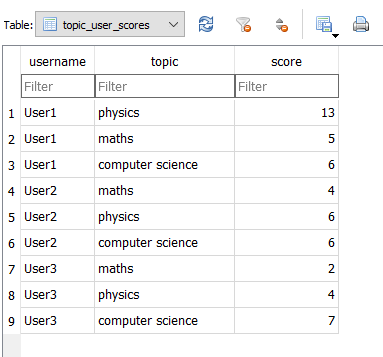 Table: topic_user_scores
username topic score
Filter Filter Filter
1 User1 physics 13
2 User1 maths 5
3 User1 computer science 6
4 User2 maths 4
5 User2 physics 6
6 User2 computer science 6
7 User3 maths 2
8 User3 physics 4
9 User3 computer science 7